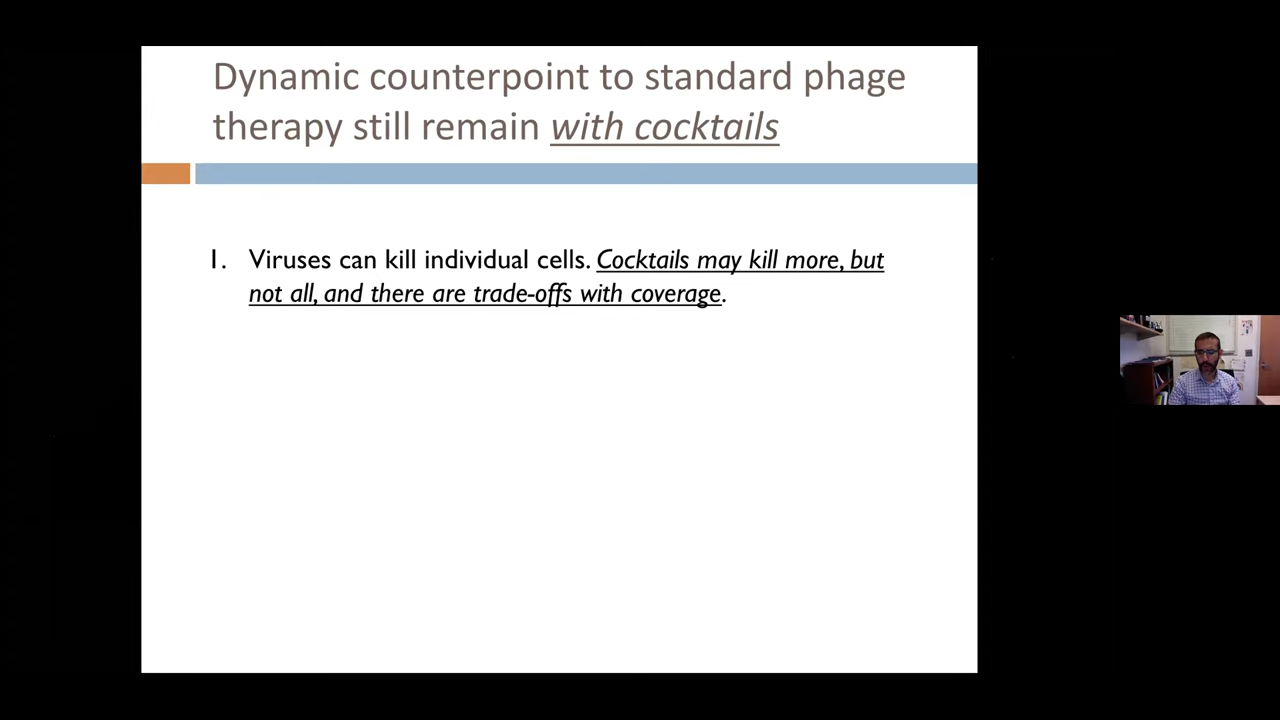 Dynamic counterpoint to standard phage
therapy still remain with cocktails
1. Viruses can kill individual cells. Cocktails may kill more, but
not all, and there are trade-offs with coverage.